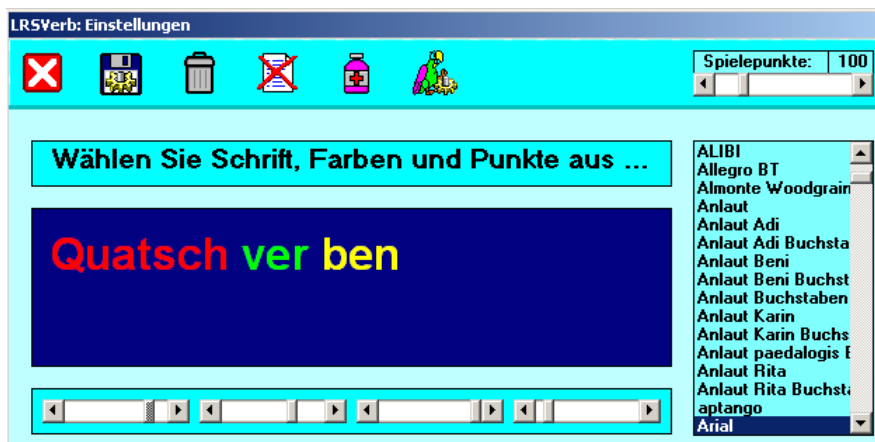 LRSVerb: Einstellungen
Spielepunkte: 100
Wählen Sie Schrift, Farben und Punkte aus ...
Quatsch ver ben
ALIBI
Allegro BT
Almonte Woodgrain
Anlaut
Anlaut Adi
Anlaut Adi Buchsta
Anlaut Beni
Anlaut Beni Buchst
Anlaut Buchstaben
Anlaut Karin
Anlaut Karin Buchs
Anlaut paedalogis
Anlaut Rita
Anlaut Rita Buchsta
aptango
Arial